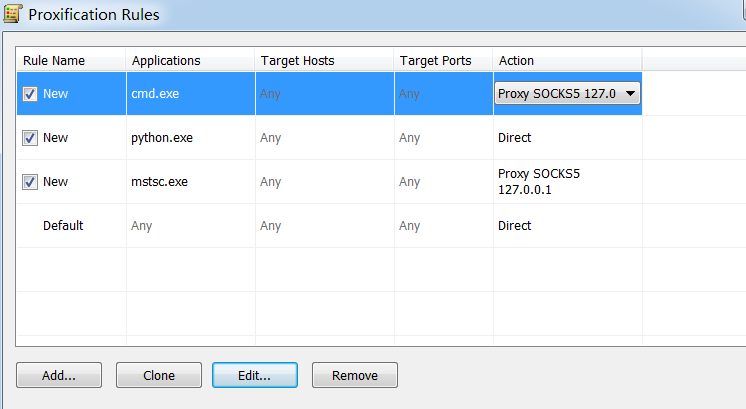 Proxification Rules
Rule Name Applications Target Hosts Target Ports Action
New cmd.exe Any Any Proxy SOCKS5 127.0
New python.exe Any Any Direct
New mstsc.exe Any Any Proxy SOCKS5
127.0.0.1
Default Any Any Any Direct
Add... Clone Edit... Remove